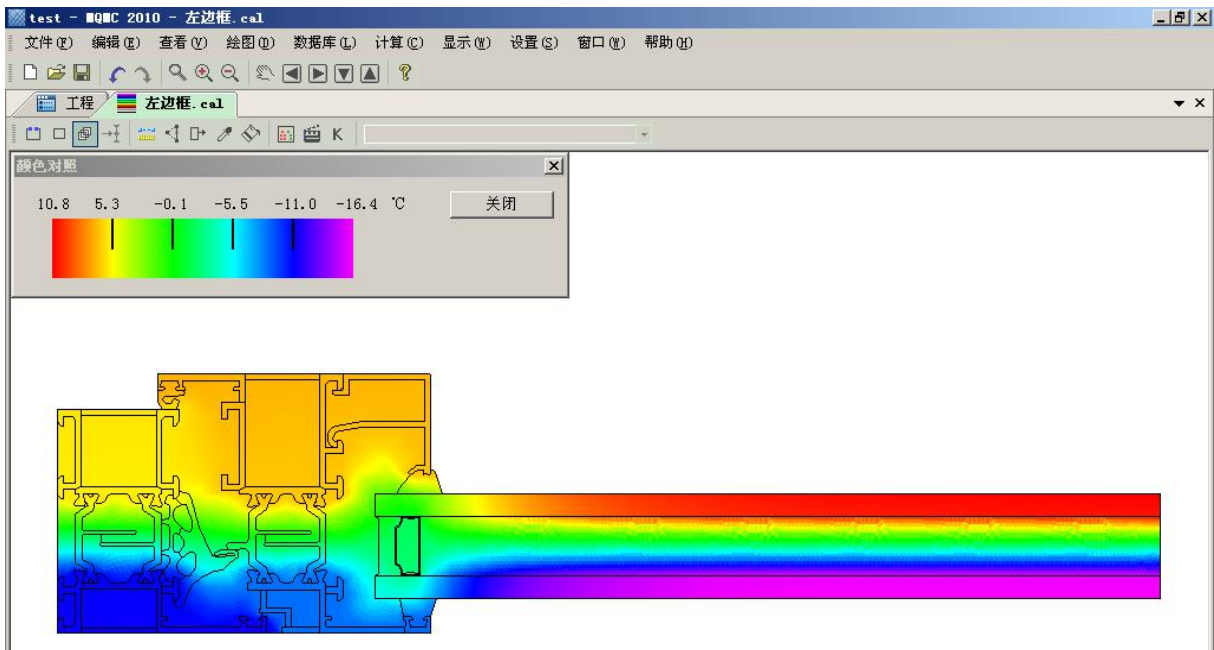 test - MQMC 2010 - 左边框.cal
文件(F) 编辑(E) 查看(V) 绘图(D) 数据库(L) 计算(C) 显示(W) 设置(S) 窗口(W) 帮助(H)
工程 左边框.cal
K
颜色对照
10.8 5.3 -0.1 -5.5 -11.0 -16.4 ℃ 关闭